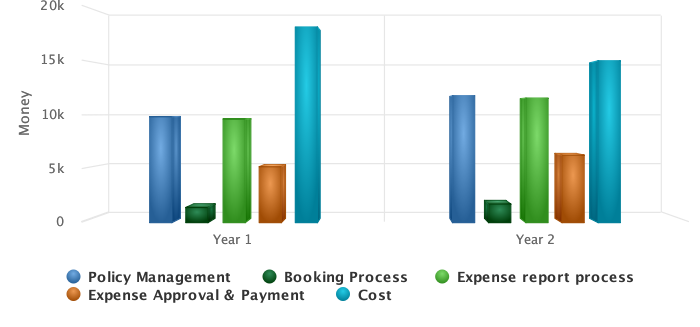 20k
15k
10k
5k
0
Money
Year 1 Year 2
Policy Management Booking Process Expense report process
Expense Approval & Payment Cost